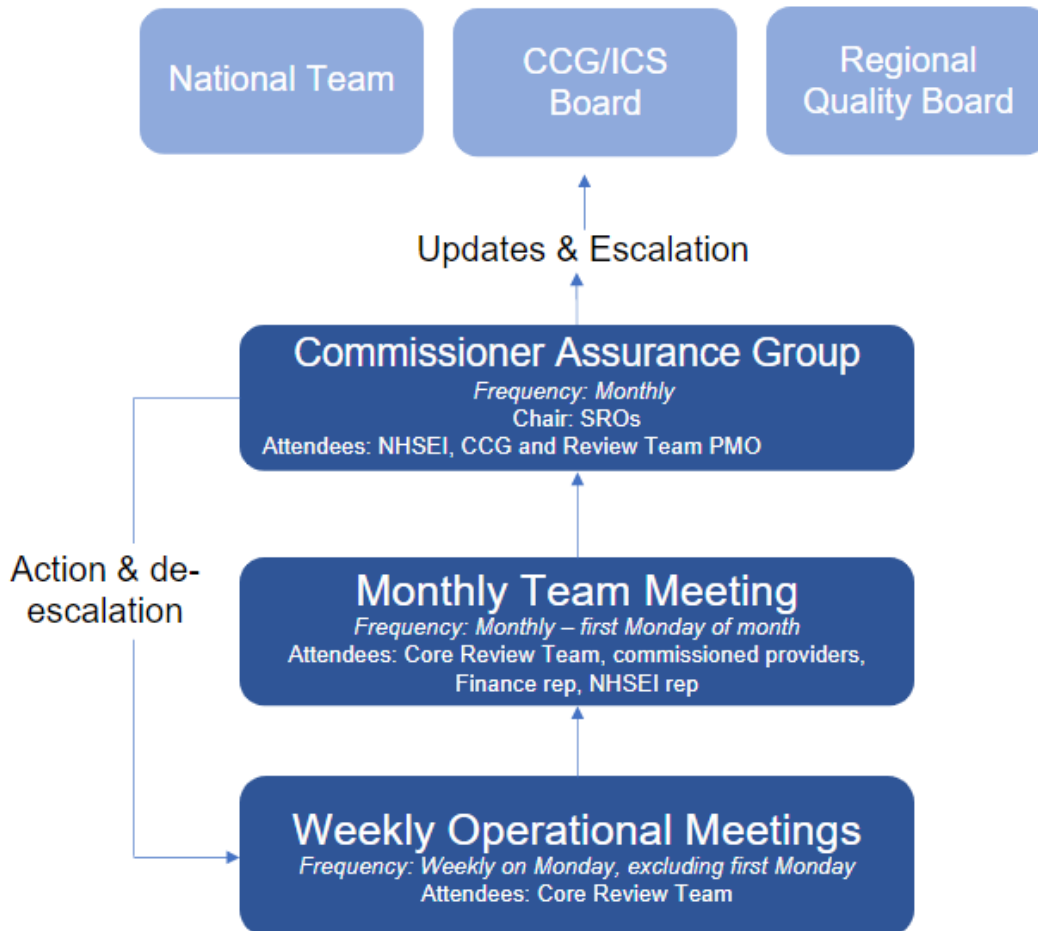 National Team
CCG/ICS
Board
Regional
Quality Board
Updates & Escalation
Commissioner Assurance Group
Frequency: Monthly
Chair: SROs
Attendees: NHSEI, CCG and Review Team PMO
Action & de-
escalation
Monthly Team Meeting
Frequency: Monthly – first Monday of month
Attendees: Core Review Team, commissioned providers,
Finance rep, NHSEI rep
Weekly Operational Meetings
Frequency: Weekly on Monday, excluding first Monday
Attendees: Core Review Team